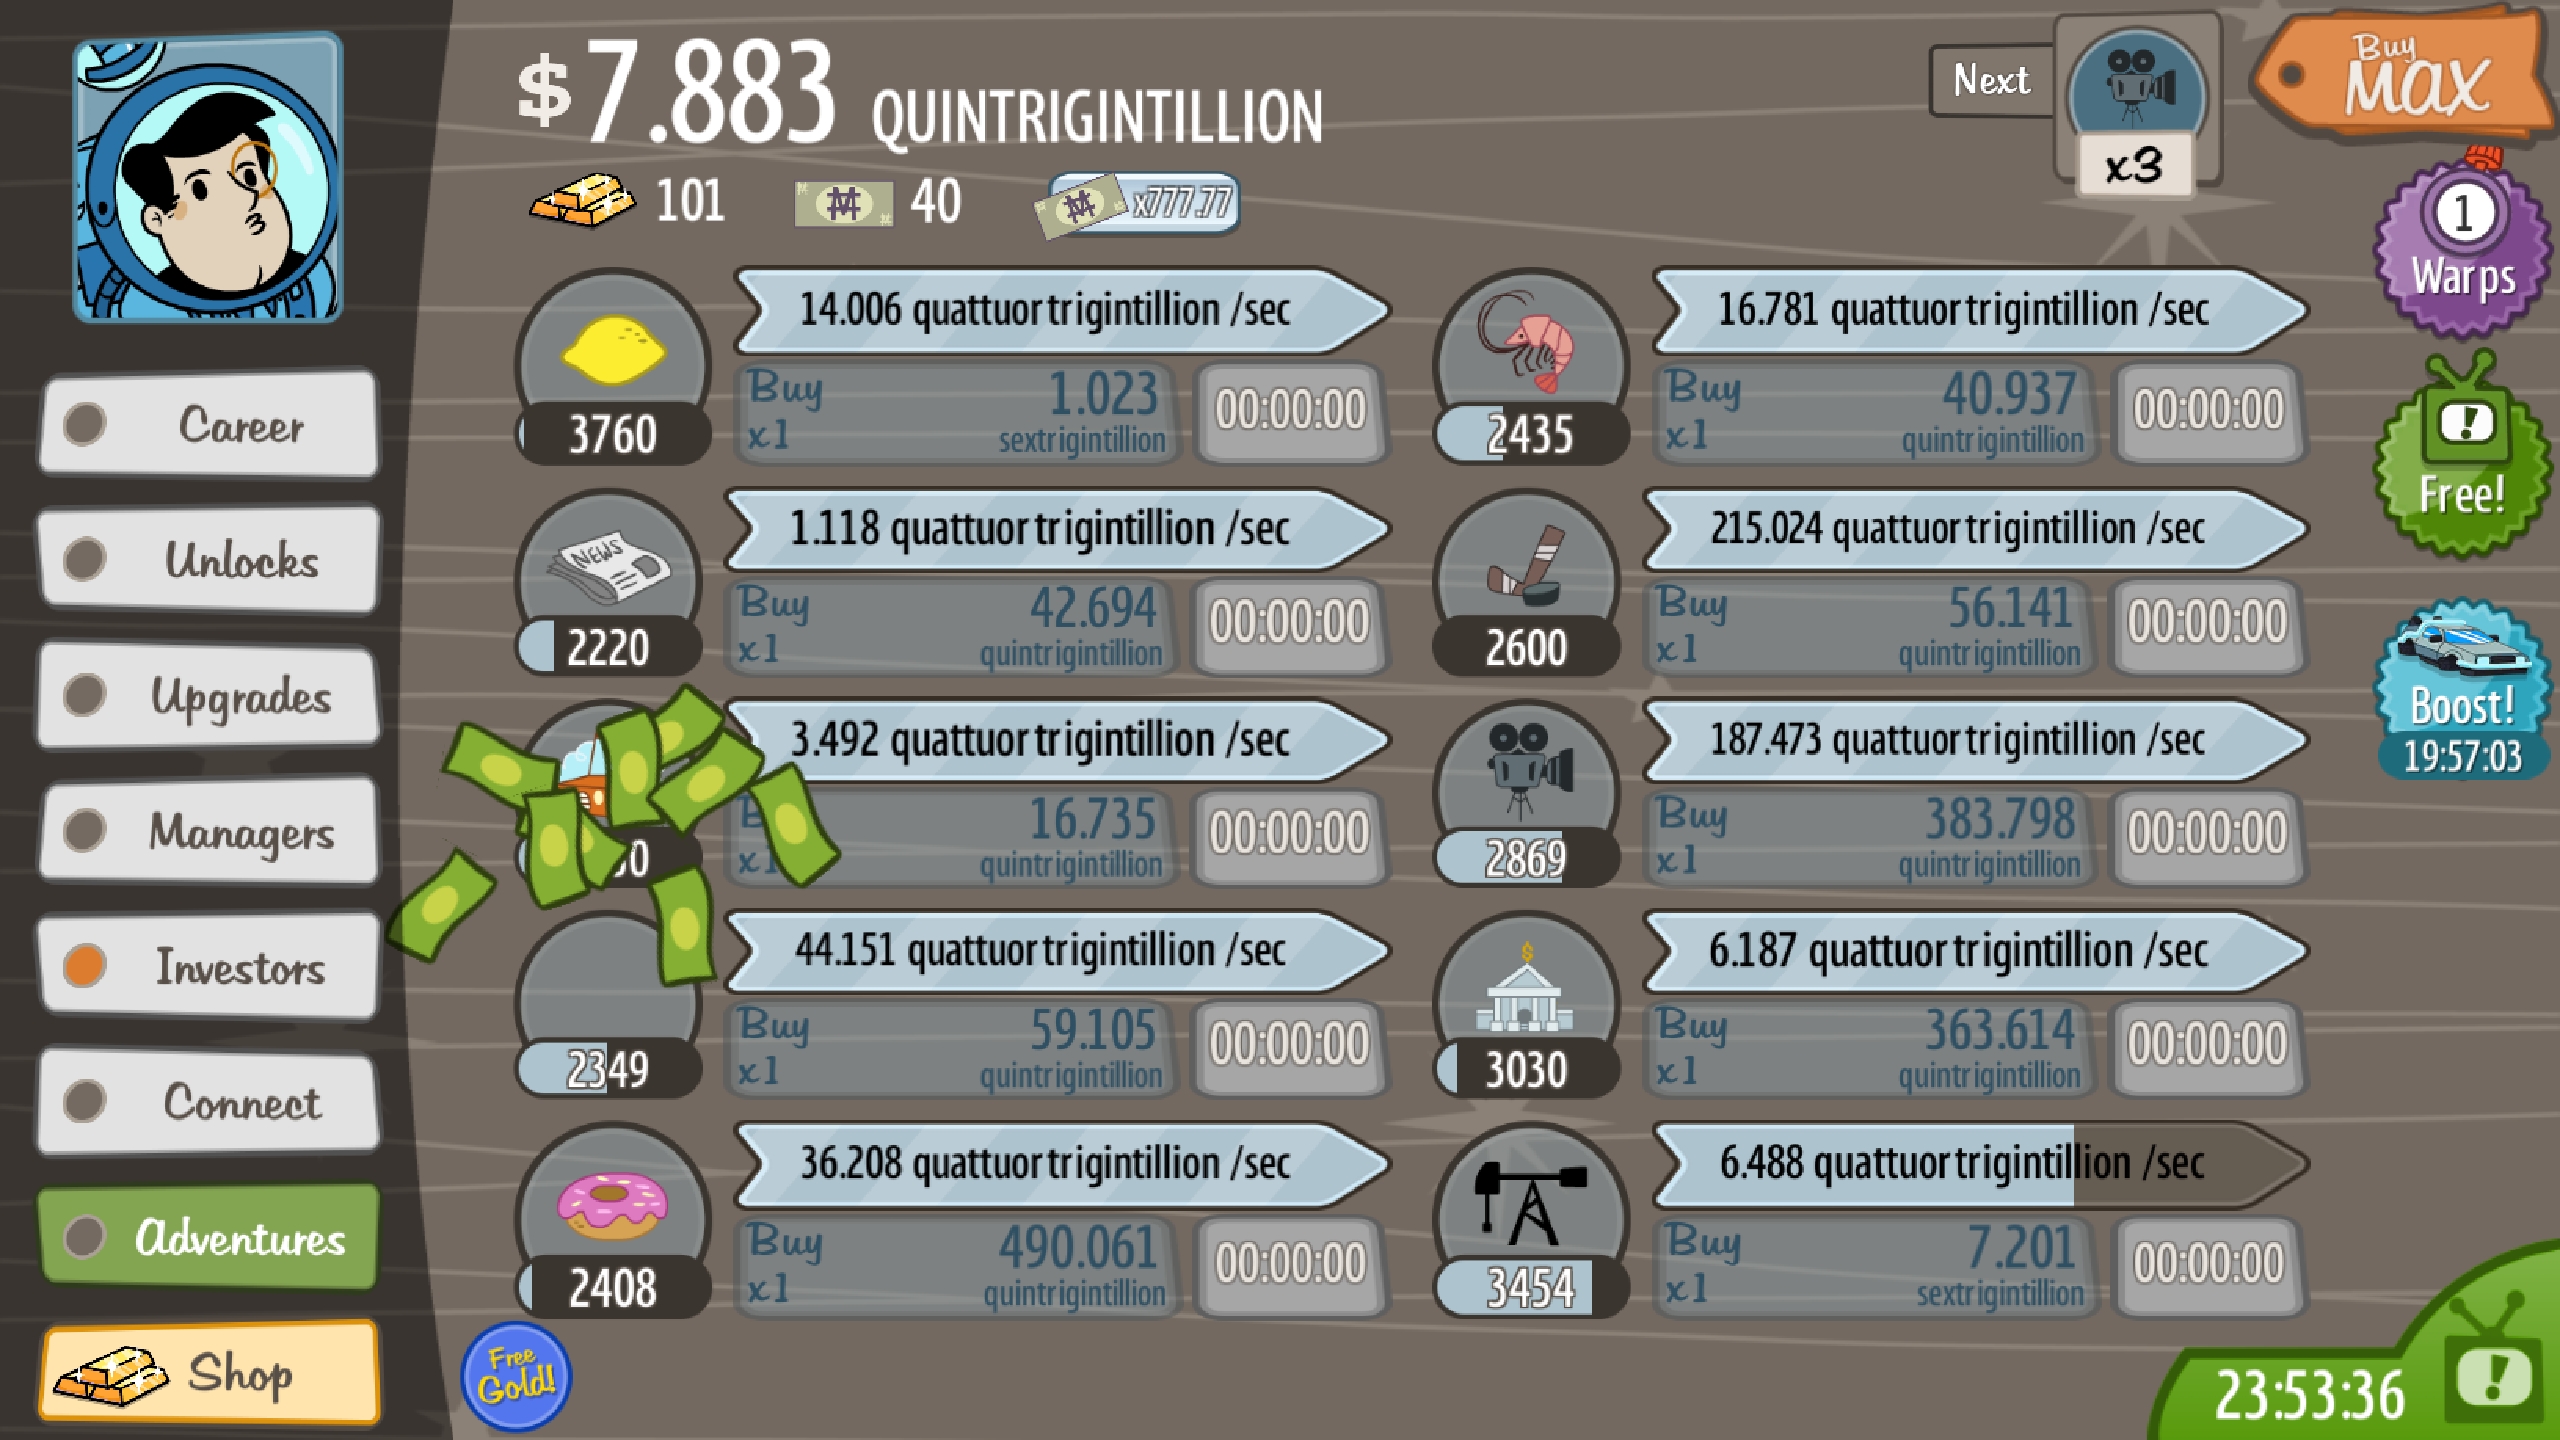 $7.883 QUINTRIGINTILLION
101 40 x777.77
Next
x3
Buy
MAX
1
Warps
!
Free!
Boost!
19:57:03
Career
Unlocks
Upgrades
Managers
Investors
Connect
Adventures
Shop
14.006 quattuortrigintillion /sec
3760
Buy
x1
1.023
sextrigintillion
00:00:00
NEWS
1.118 quattuortrigintillion /sec
2220
Buy
x1
42.694
quintrigintillion
00:00:00
3.492 quattuortrigintillion /sec
16.735
quintrigintillion
00:00:00
44.151 quattuortrigintillion /sec
2349
Buy
x1
59.105
quintrigintillion
00:00:00
36.208 quattuortrigintillion /sec
2408
Buy
x1
490.061
quintrigintillion
00:00:00
16.781 quattuortrigintillion /sec
2435
Buy
x1
40.937
quintrigintillion
00:00:00
215.024 quattuortrigintillion /sec
2600
Buy
x1
56.141
quintrigintillion
00:00:00
187.473 quattuortrigintillion /sec
2869
Buy
x1
383.798
quintrigintillion
00:00:00
$
6.187 quattuortrigintillion /sec
3030
Buy
x1
363.614
quintrigintillion
00:00:00
6.488 quattuortrigintillion /sec
3454
Buy
x1
7.201
sextrigintillion
00:00:00
Free
Gold!
23:53:36
!